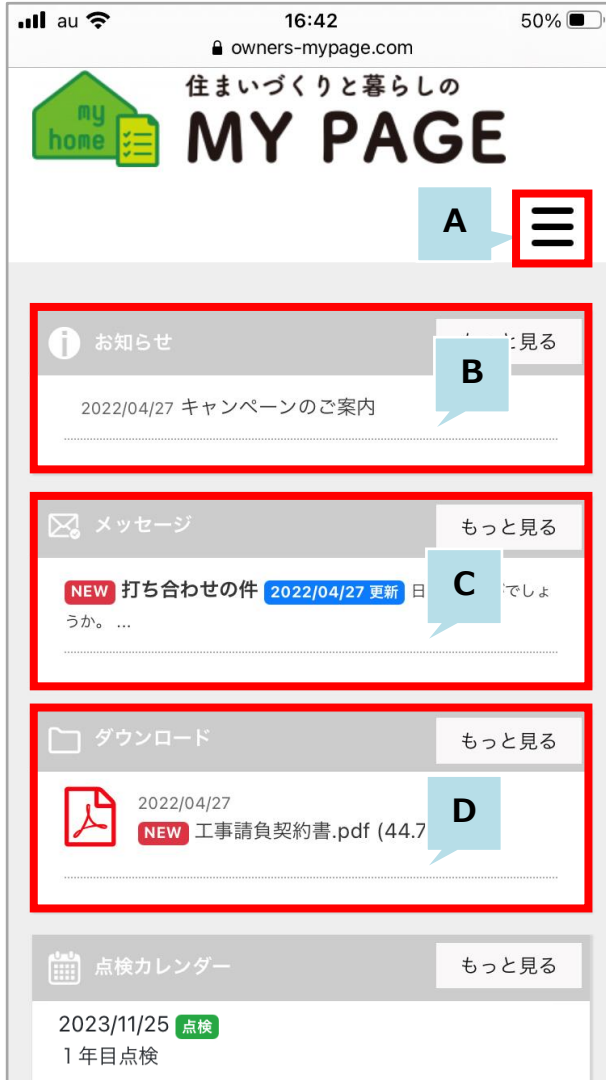 au 16:42 50%
owners-mypage.com
my home
住まいづくりと暮らしの
MY PAGE
A
お知らせ と見る
B
2022/04/27 キャンペーンのご案内
メッセージ もっと見る
NEW 打ち合わせの件 2022/04/27 更新 日 でしょ
うか。 ...
C
ダウンロード もっと見る
2022/04/27
NEW 工事請負契約書.pdf (44.7
D
点検カレンダー もっと見る
2023/11/25 点検
1年目点検